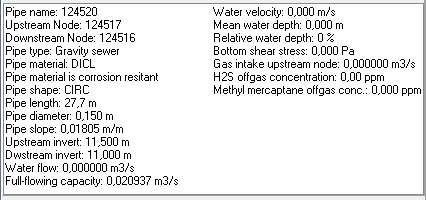 Pipe name: 124520
Upstream Node: 124517
Downstream Node: 124516
Pipe type: Gravity sewer
Pipe material: DICL
Pipe material is corrosion resitant
Pipe shape: CIRC
Pipe length: 27,7 m
Pipe diameter: 0,150 m
Pipe slope: 0,01805 m/m
Upstream invert: 11,500 m
Dwstream invert: 11,000 m
Water flow: 0,000000 m3/s
Full-flowing capacity: 0,020937 m3/s
Water velocity: 0,000 m/s
Mean water depth: 0,000 m
Relative water depth: 0 %
Bottom shear stress: 0,000 Pa
Gas intake upstream node: 0,000000 m3/s
H2S offgas concentration: 0,00 ppm
Methyl mercaptane offgas conc.: 0,000 ppm